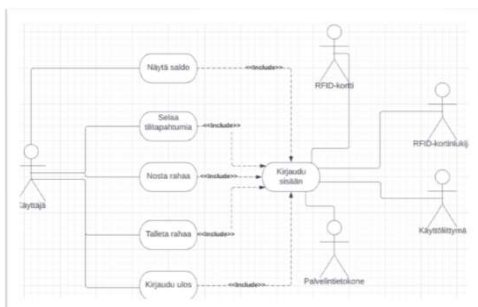 Näytä saldo
<<Include>>
RFID-kortti
Selaa
tilitapahtumia
<<Include>>
RFID-kortinlukij
Käyttäjä
Nosta rahaa
<<Include>>
Kirjaudu
sisään
Käyttöliittymä
Talleta rahaa
<<Include>>
Palvelintietokone
Kirjaudu ulos
<<Include>>